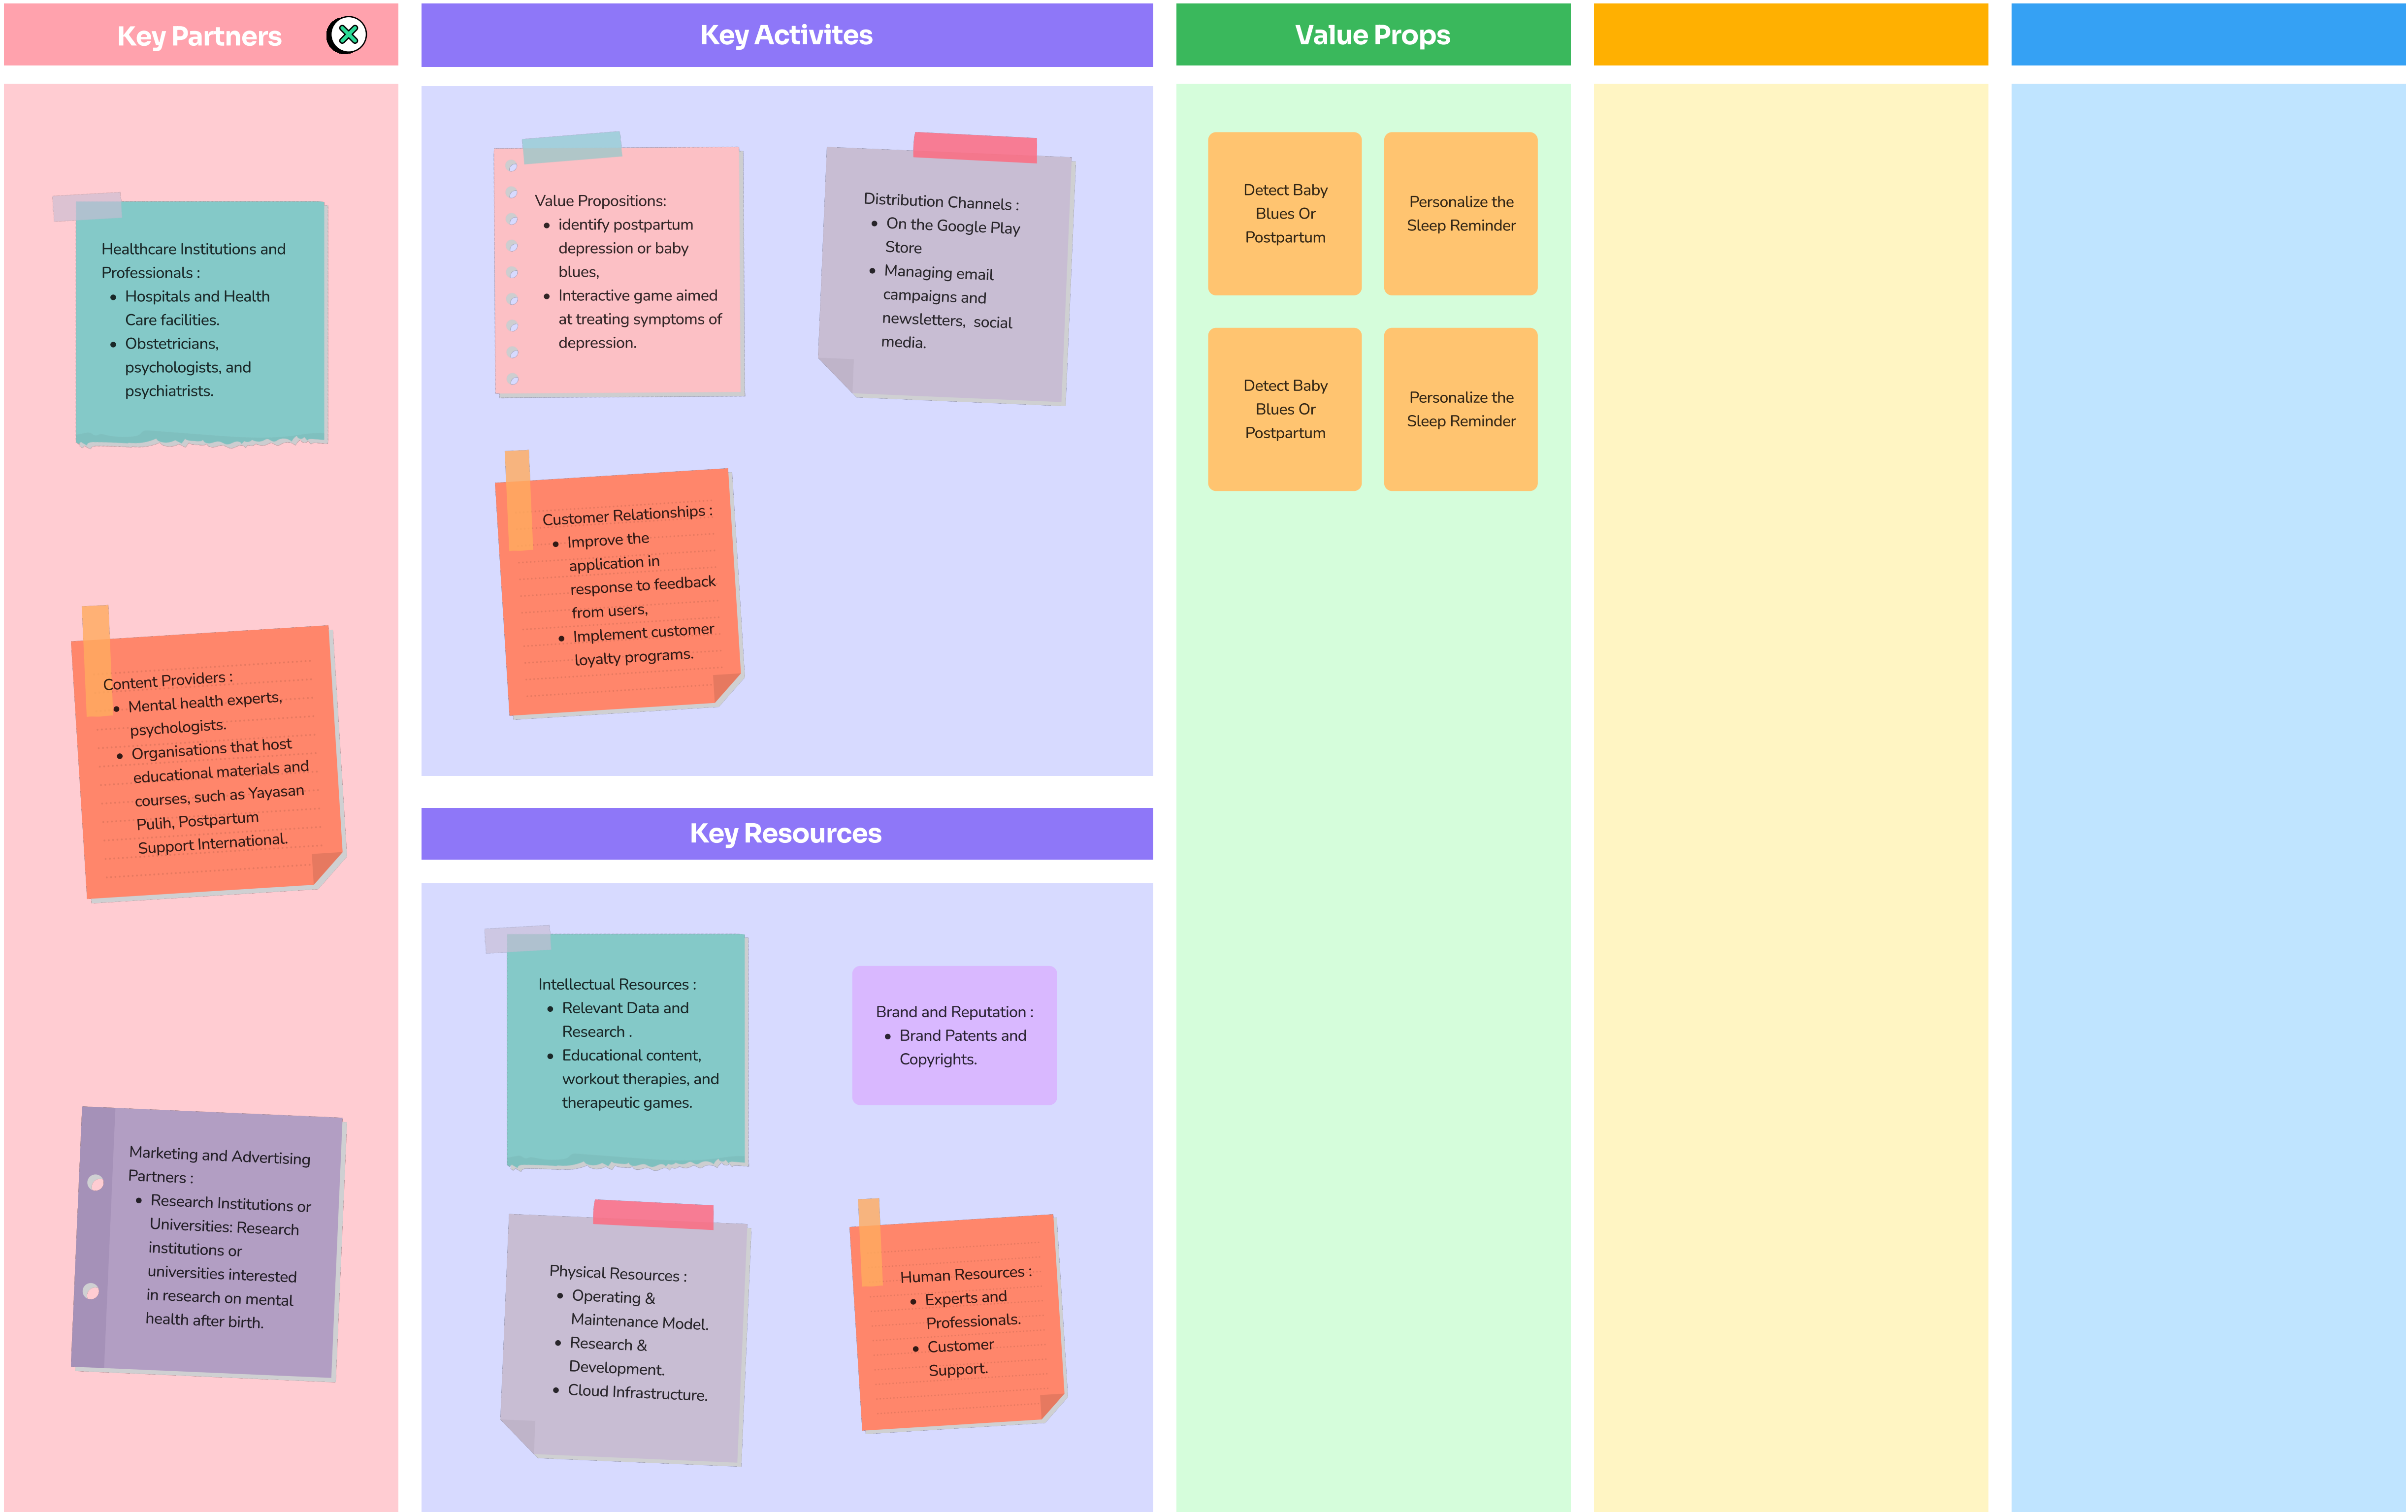 Key Partners
Healthcare Institutions and
Professionals :
• Hospitals and Health
Care facilities.
• Obstetricians,
psychologists, and
psychiatrists.
Content Providers :
• Mental health experts,
psychologists.
• Organisations that host
educational materials and
courses, such as Yayasan
Pulih, Postpartum
Support International.
Marketing and Advertising
Partners :
• Research Institutions or
Universities: Research
institutions or
universities interested
in research on mental
health after birth.
Key Activites
Value Propositions:
• identify postpartum
depression or baby
blues,
• Interactive game aimed
at treating symptoms of
depression.
Distribution Channels :
• On the Google Play
Store
• Managing email
campaigns and
newsletters, social
media.
Customer Relationships :
• Improve the
application in
response to feedback
from users,
• Implement customer
loyalty programs.
Key Resources
Intellectual Resources :
• Relevant Data and
Research .
• Educational content,
workout therapies, and
therapeutic games.
Brand and Reputation :
• Brand Patents and
Copyrights.
Physical Resources :
• Operating &
Maintenance Model.
• Research &
Development.
• Cloud Infrastructure.
Human Resources :
• Experts and
Professionals.
• Customer
Support.
Value Props
Detect Baby
Blues Or
Postpartum
Personalize the
Sleep Reminder
Detect Baby
Blues Or
Postpartum
Personalize the
Sleep Reminder